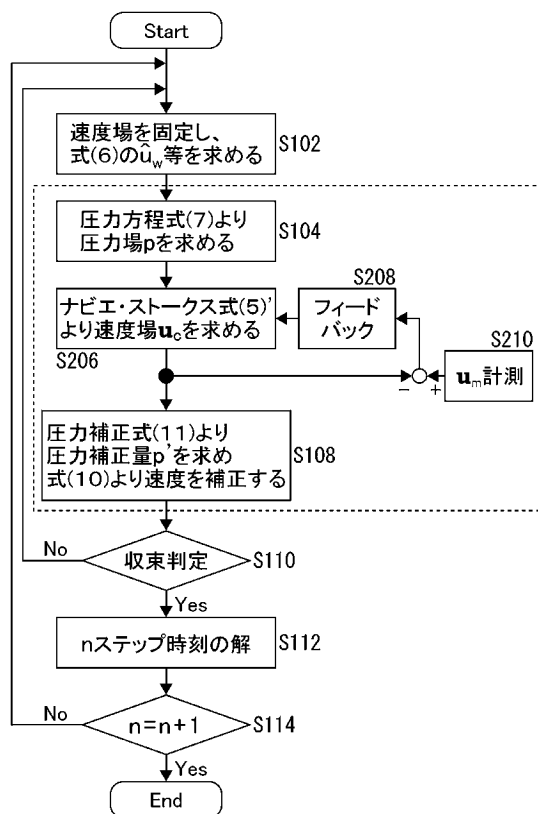 Start
速度場を固定し、
式(6)のû_w等を求める
S102
圧力方程式(7)より
圧力場pを求める
S104
S208
ナビエ・ストークス式(5)'
より速度場u_cを求める
フィード
バック
S206
S210
u_m計測
− +
圧力補正式(11)より
圧力補正量p'を求め
式(10)より速度を補正する
S108
No
収束判定
S110
Yes
nステップ時刻の解
S112
No
n=n+1
S114
Yes
End